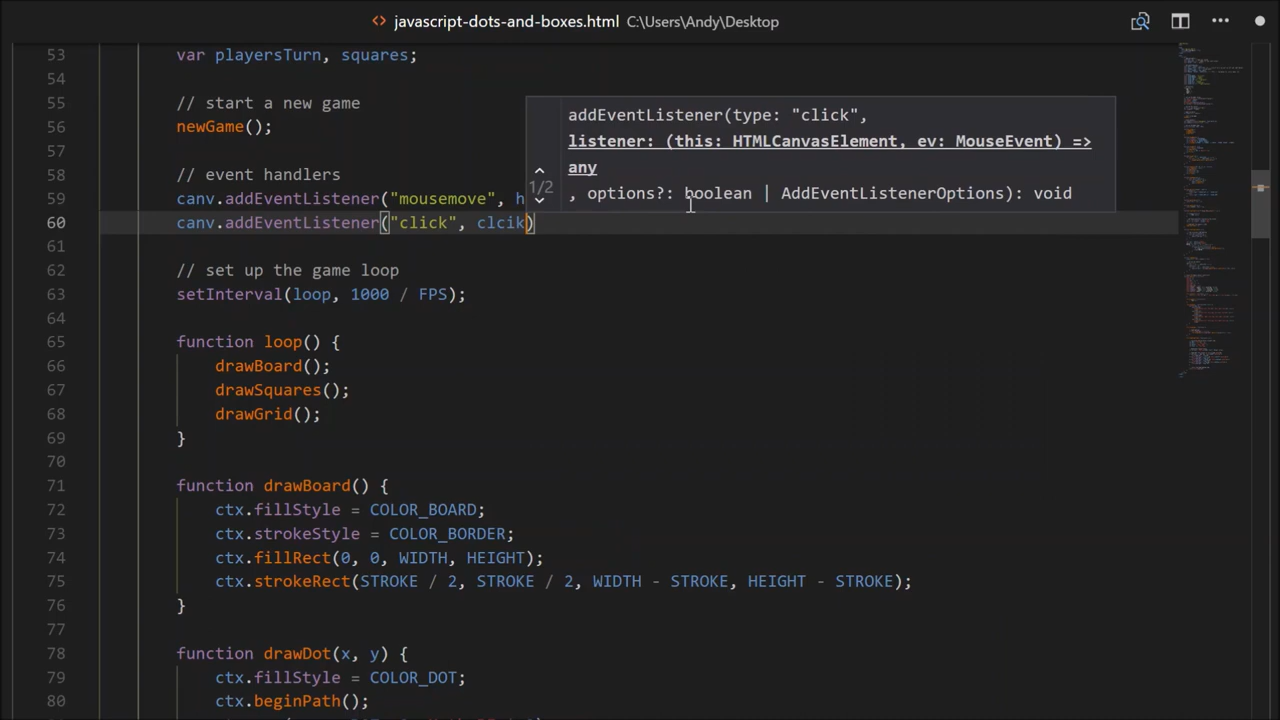 <> javascript-dots-and-boxes.html C:\Users\Andy\Desktop
53 var playersTurn, squares;
54
55 // start a new game
56 newGame();
57
58 // event handlers
59 canv.addEventListener("mousemove", h
60 canv.addEventListener("click", clcik)
addEventListener(type: "click",
listener: (this: HTMLCanvasElement, ev: MouseEvent) =>
any
1/2
, options?: boolean | AddEventListenerOptions): void
61
62 // set up the game loop
63 setInterval(loop, 1000 / FPS);
64
65 function loop() {
66 drawBoard();
67 drawSquares();
68 drawGrid();
69 }
70
71 function drawBoard() {
72 ctx.fillStyle = COLOR_BOARD;
73 ctx.strokeStyle = COLOR_BORDER;
74 ctx.fillRect(0, 0, WIDTH, HEIGHT);
75 ctx.strokeRect(STROKE / 2, STROKE / 2, WIDTH - STROKE, HEIGHT - STROKE);
76 }
77
78 function drawDot(x, y) {
79 ctx.fillStyle = COLOR_DOT;
80 ctx.beginPath();